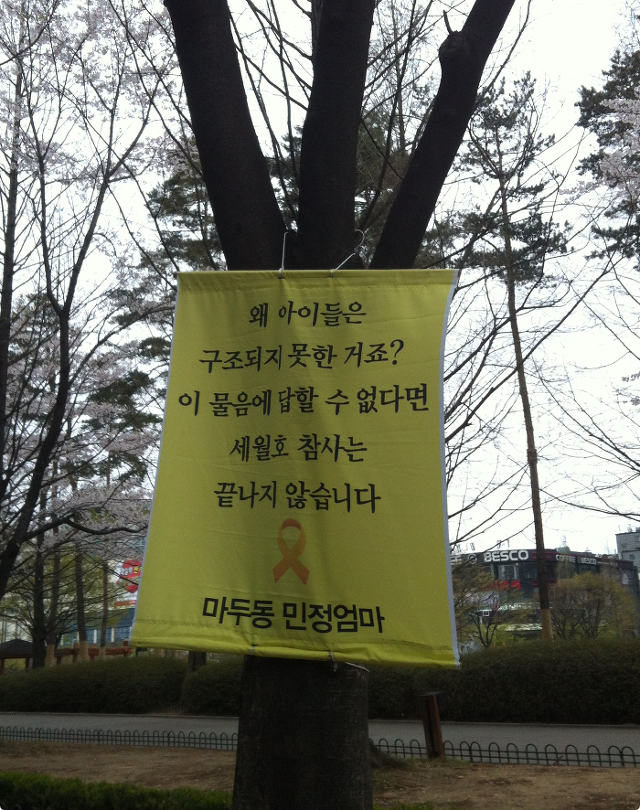 왜 아이들은
구조되지 못한 거죠?
이 물음에 답할 수 없다면
세월호 참사는
끝나지 않습니다
마두동 민정엄마
BESCO